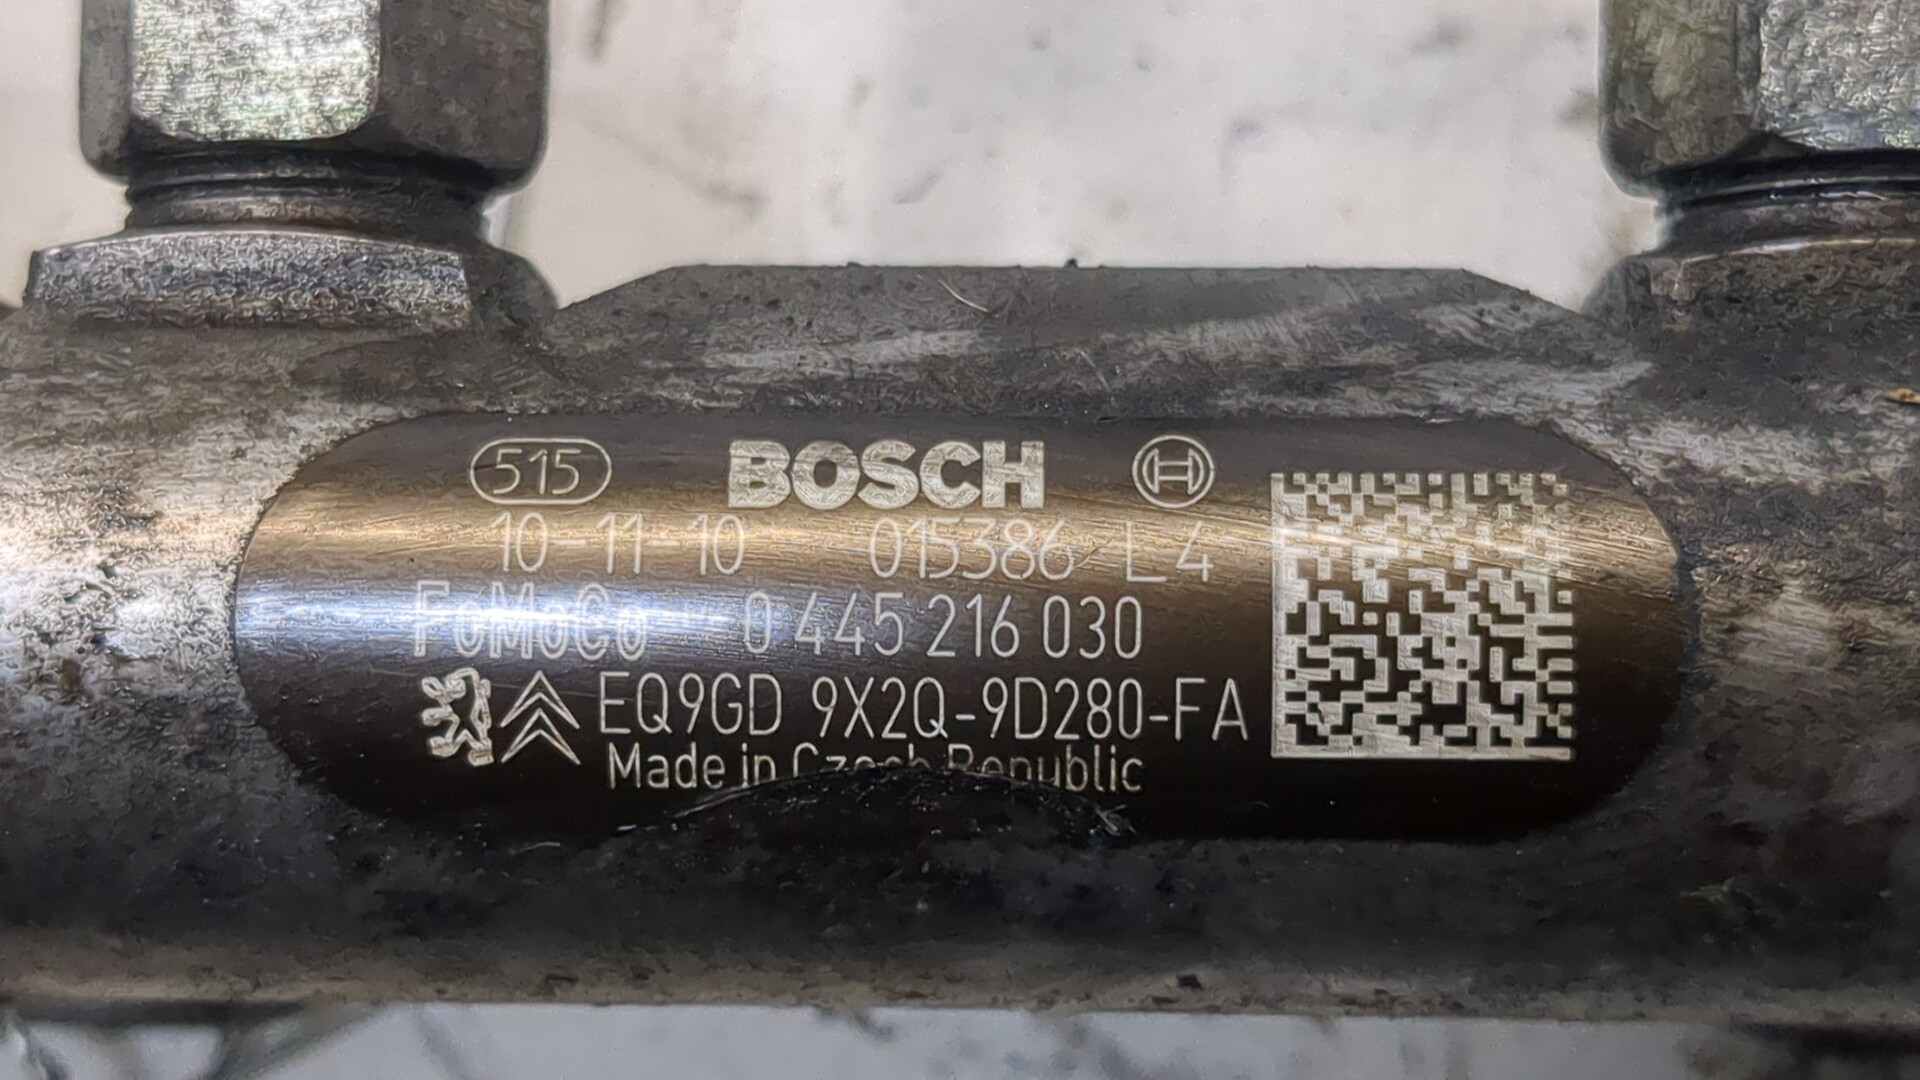 515 BOSCH
10-11-10 015386 L 4
FoMoCo 0 445 216 030
EQ9GD 9X2Q-9D280-FA
Made in Czech Republic